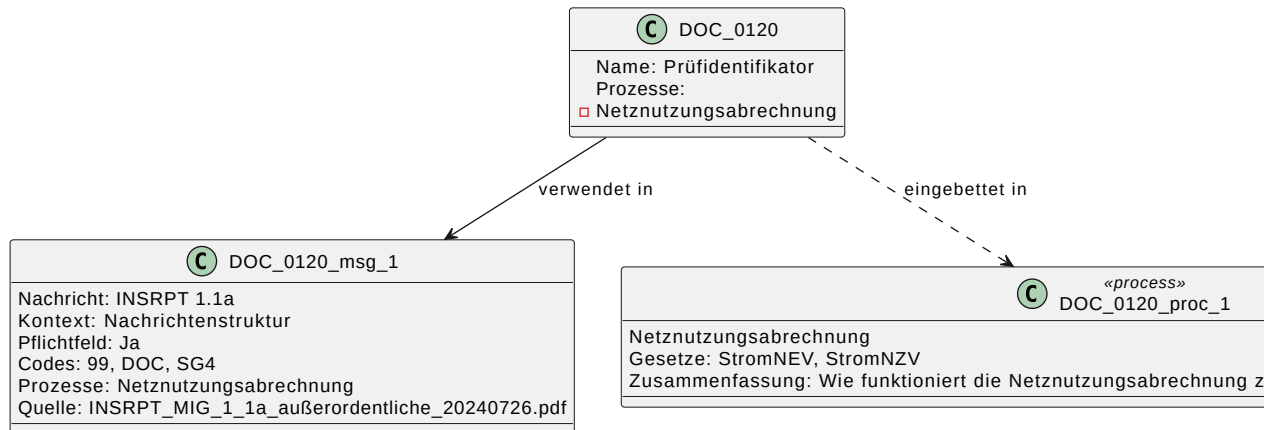 C DOC_0120
Name: Prüfidentifikator
Prozesse:
Netznutzungsabrechnung
verwendet in
eingebettet in
C DOC_0120_msg_1
Nachricht: INSRPT 1.1a
Kontext: Nachrichtenstruktur
Pflichtfeld: Ja
Codes: 99, DOC, SG4
Prozesse: Netznutzungsabrechnung
Quelle: INSRPT_MIG_1_1a_außerordentliche_20240726.pdf
C «process»
DOC_0120_proc_1
Netznutzungsabrechnung
Gesetze: StromNEV, StromNZV
Zusammenfassung: Wie funktioniert die Netznutzungsabrechnung z